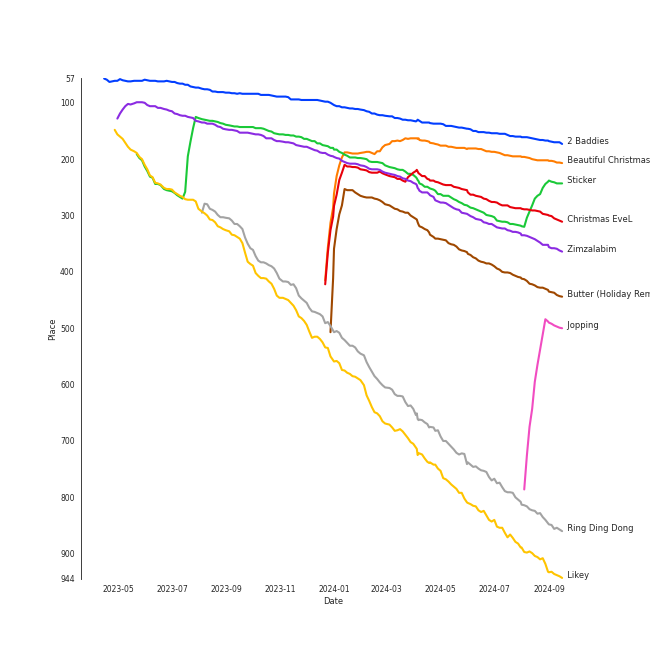 57
100
200
300
400
500
600
700
800
900
944
Place
2023-05
2023-07
2023-09
2023-11
2024-01
2024-03
2024-05
2024-07
2024-09
Date
2 Baddies
Beautiful Christmas
Sticker
Christmas EveL
Zimzalabim
Butter (Holiday Rem
Jopping
Ring Ding Dong
Likey